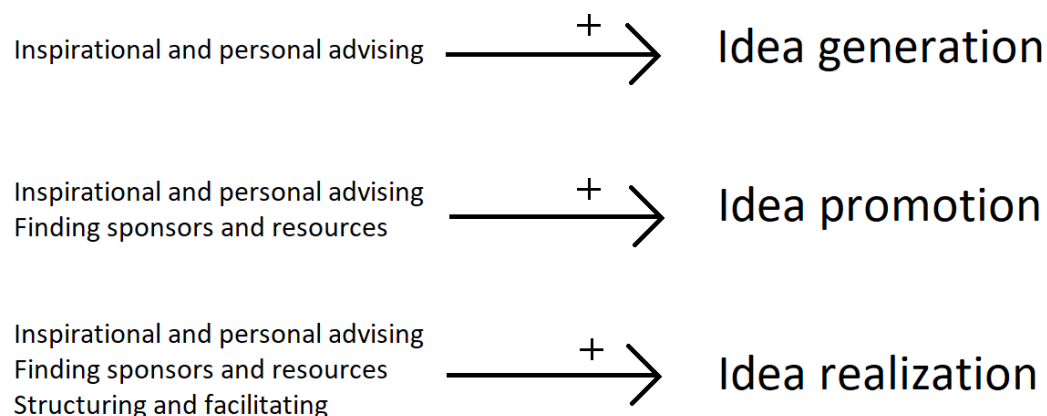 Inspirational and personal advising
+
Idea generation
Inspirational and personal advising
Finding sponsors and resources
+
Idea promotion
Inspirational and personal advising
Finding sponsors and resources
Structuring and facilitating
+
Idea realization